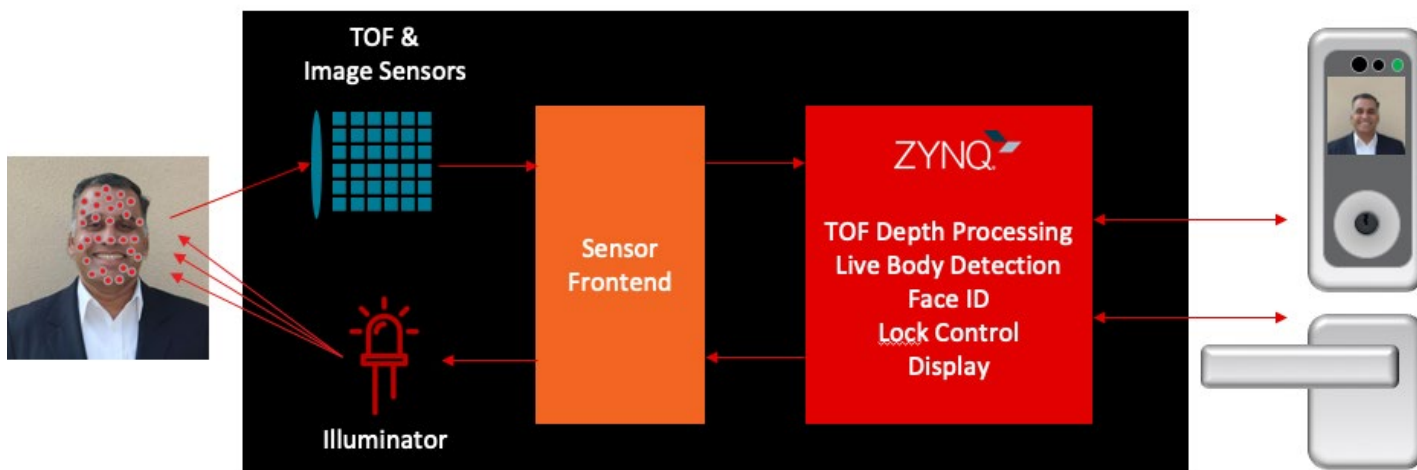 TOF &
Image Sensors
Sensor
Frontend
Illuminator
ZYNQ
TOF Depth Processing
Live Body Detection
Face ID
Lock Control
Display